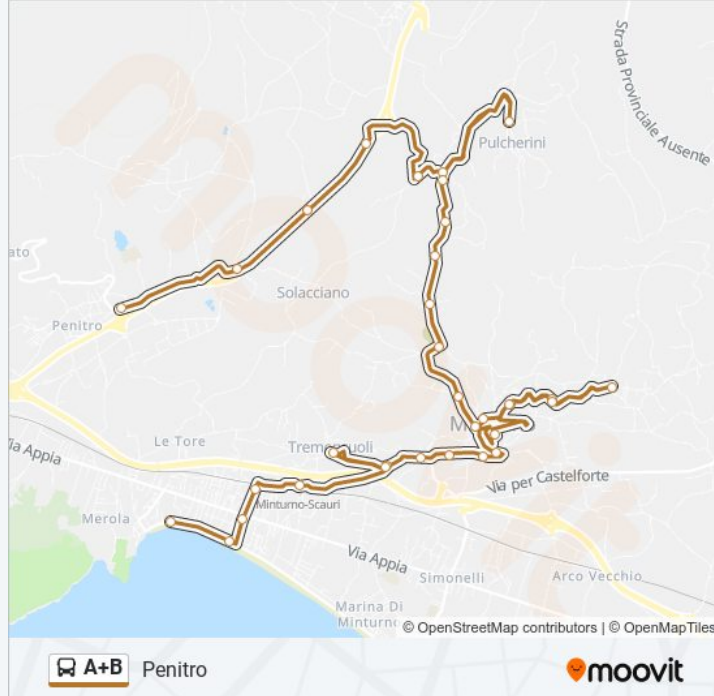 Strada Provinciale Ausente
Pulcherini
ato
Solacciano
Penitro
Le Tore
Via Appia
Via per Castelforte
Minturno-Scauri
Merola
Via Appia
Simonelli
Arco Vecchio
Marina Di
Minturno
© OpenStreetMap contributors | © OpenMapTiles
A+B Penitro
moovit